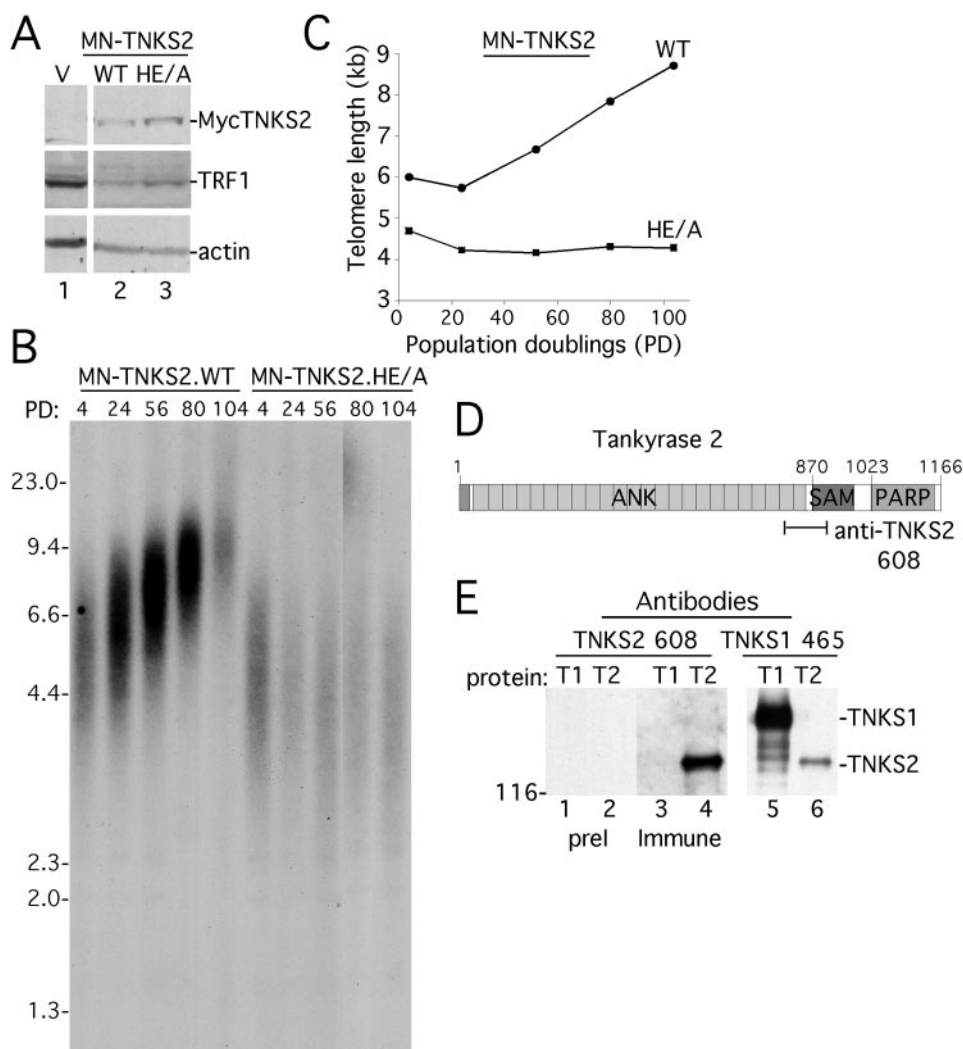 A
MN-TNKS2
V WT HE/A
-MycTNKS2
TRF1
-actin
1 2 3
C
MN-TNKS2
WT
HE/A
Telomere length (kb)
9
8
7
6
5
4
3
0 20 40 60 80 100
Population doublings (PD)
B
MN-TNKS2.WT MN-TNKS2.HE/A
PD: 4 24 56 80 104 4 24 56 80 104
23.0-
9.4-
6.6-
4.4-
2.3-
2.0-
1.3-
D
Tankyrase 2
1 870 1023 1166
ANK SAM PARP
anti-TNKS2
608
E
Antibodies
TNKS2 608 TNKS1 465
protein: T1 T2 T1 T2 T1 T2
-TNKS1
-TNKS2
116-
1 2 3 4 5 6
preI Immune